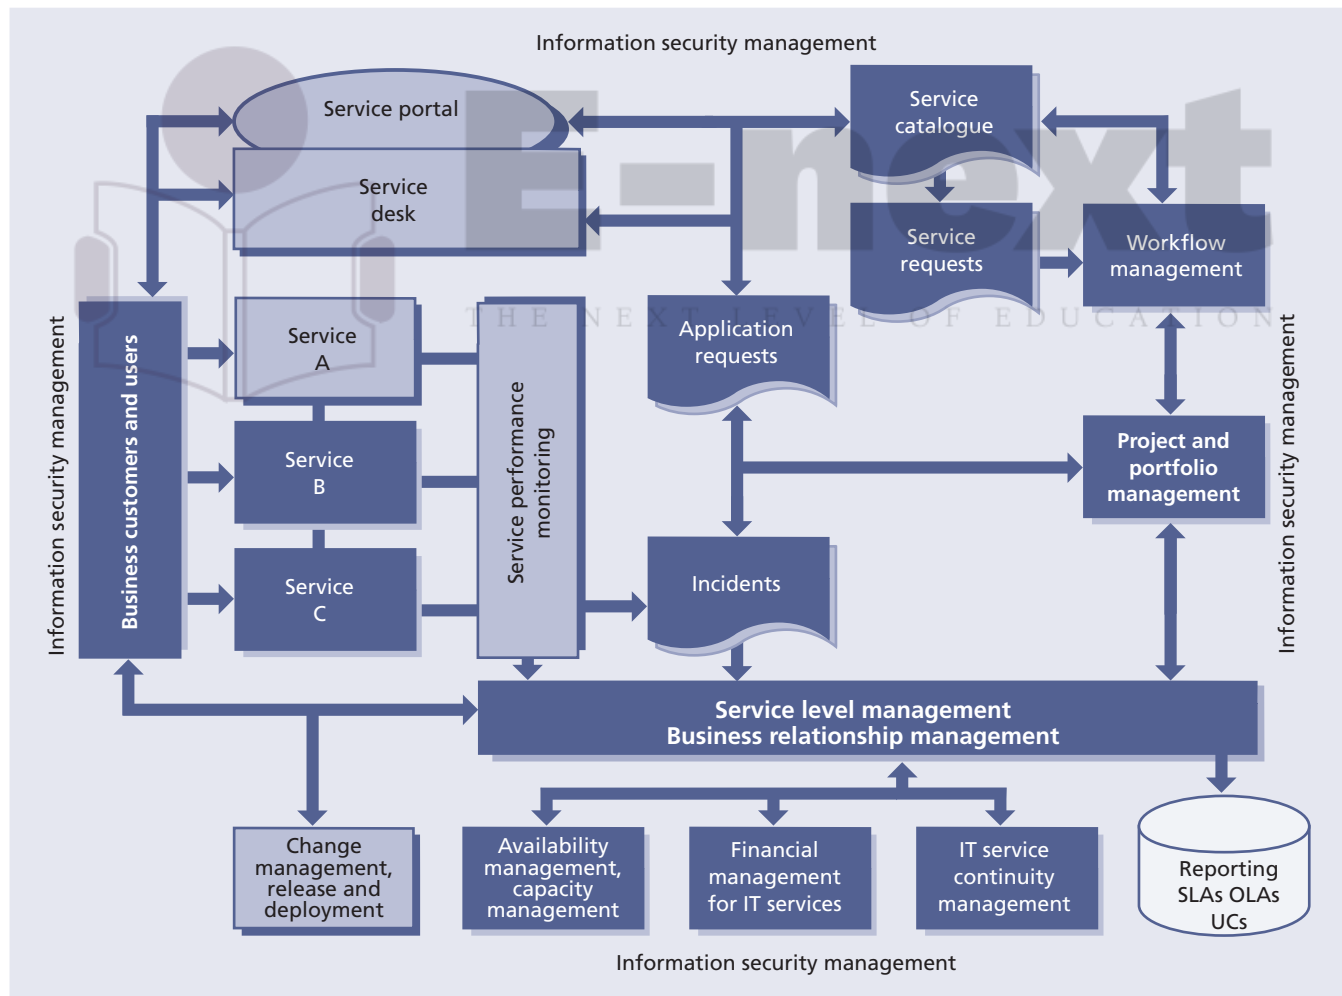 Information security management
Service portal
Service
desk
Service
catalogue
Service
requests
Workflow
management
E-next
THE NEXT LEVEL OF EDUCATION
Information security management
Business customers and users
Service
A
Service
B
Service
C
Service performance
monitoring
Application
requests
Incidents
Project and
portfolio
management
Information security management
Service level management
Business relationship management
Change
management,
release and
deployment
Availability
management,
capacity
management
Financial
management
for IT services
IT service
continuity
management
Reporting
SLAs OLAs
UCs
Information security management